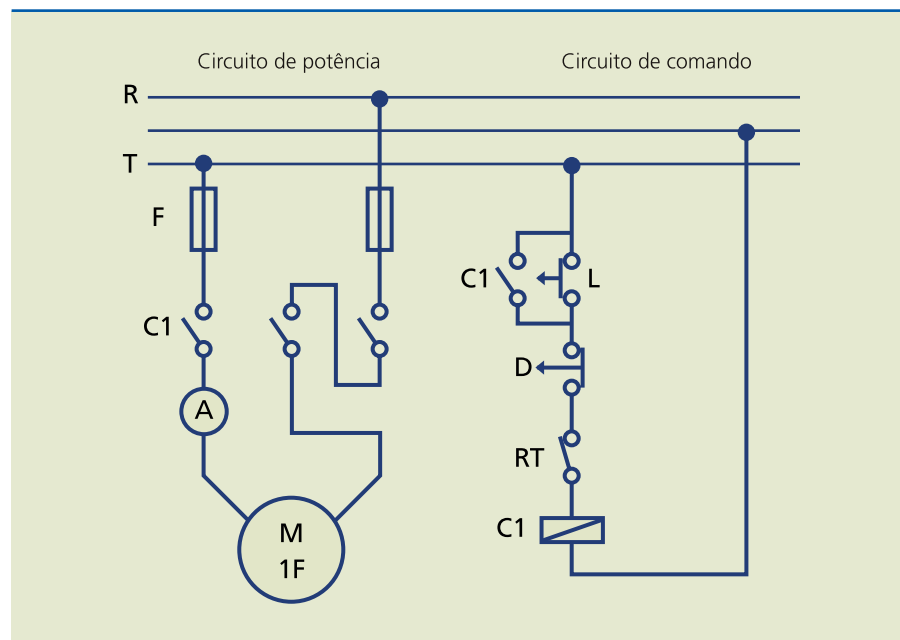 Circuito de potência
Circuito de comando
R
T
F
C1
L
C1
D
A
RT
C1
M
1F